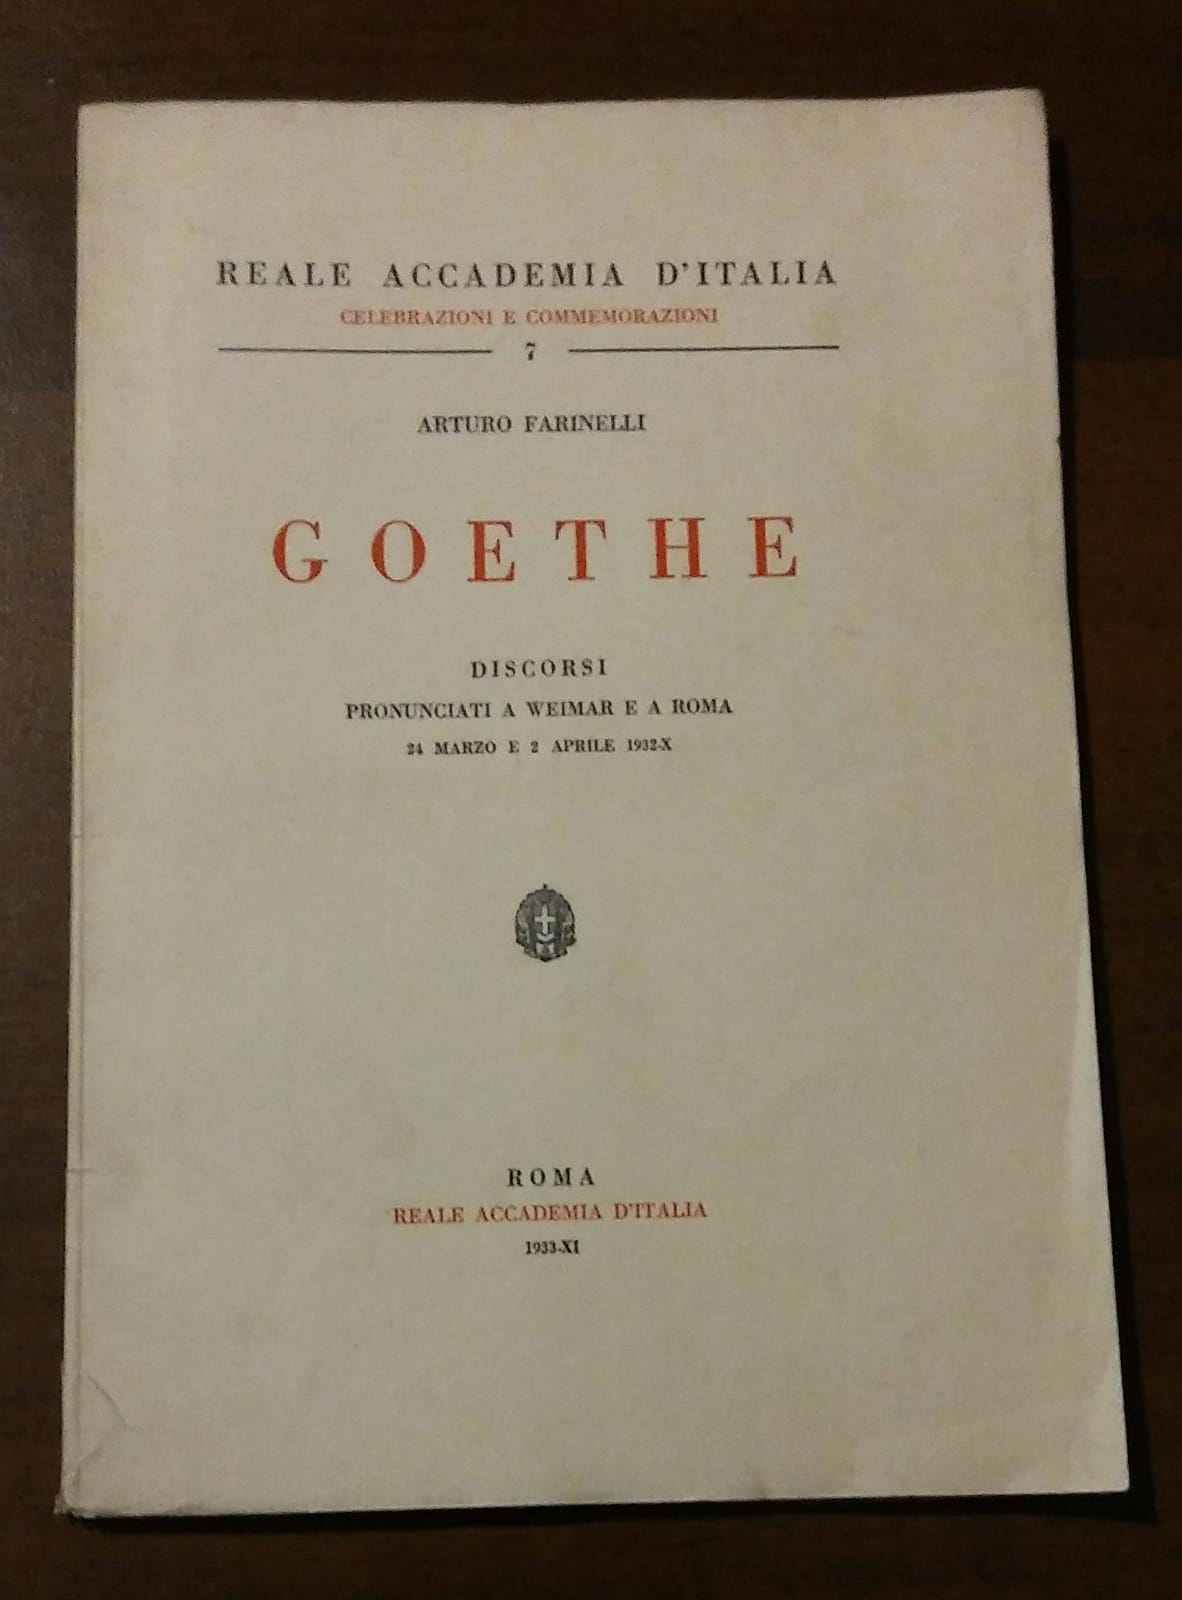 REALE ACCADEMIA D'ITALIA
CELEBRAZIONI E COMMEMORAZIONI
7
ARTURO FARINELLI
GOETHE
DISCORSI
PRONUNCIATI A WEIMAR E A ROMA
24 MARZO E 2 APRILE 1932-X
ROMA
REALE ACCADEMIA D'ITALIA
1933-XI